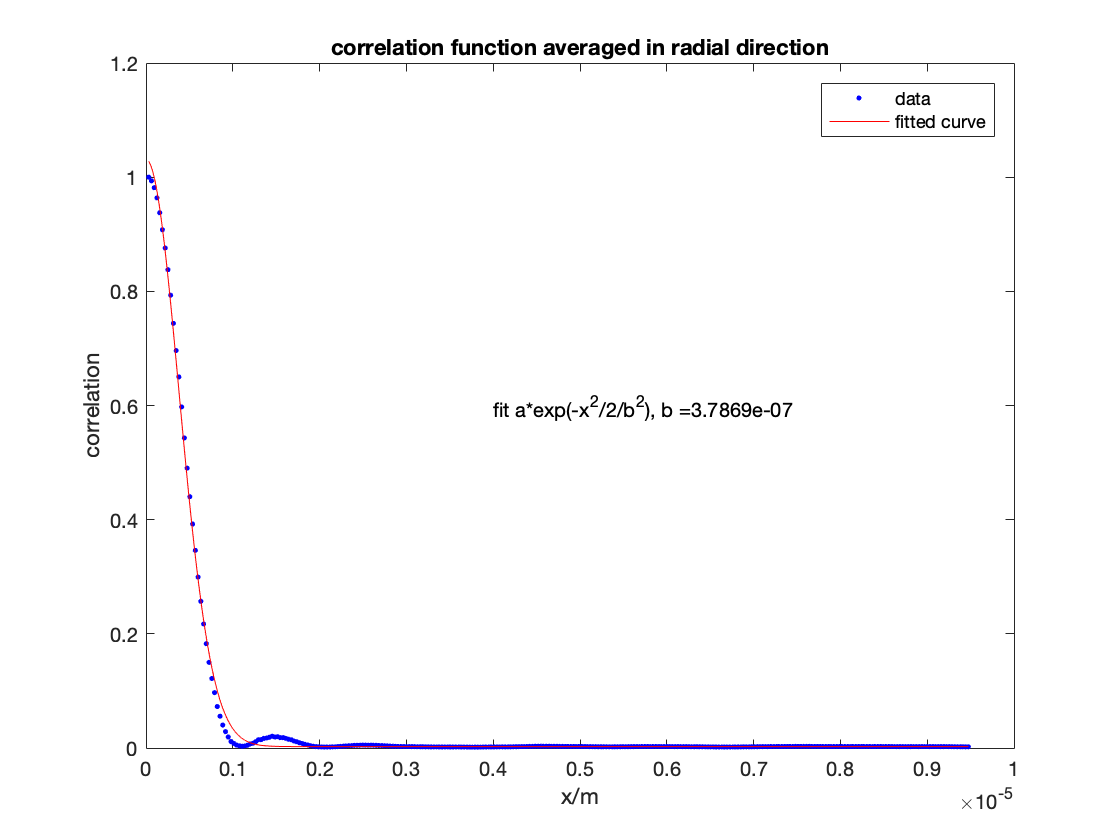 correlation function averaged in radial direction
1.2
1
0.8
0.6
0.4
0.2
0
correlation
data
fitted curve
fit a*exp(-x²/2/b²), b =3.7869e-07
0 0.1 0.2 0.3 0.4 0.5 0.6 0.7 0.8 0.9 1
x/m
×10⁻⁵